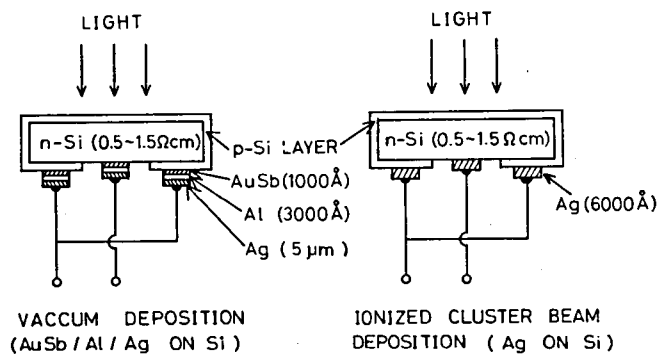 LIGHT
n-Si (0.5~1.5Ωcm)
p-Si LAYER
AuSb(1000Å)
Al (3000Å)
Ag (5μm)
VACCUM DEPOSITION
(AuSb/Al/Ag ON Si)
LIGHT
n-Si (0.5~1.5Ωcm)
Ag(6000Å)
IONIZED CLUSTER BEAM
DEPOSITION (Ag ON Si)